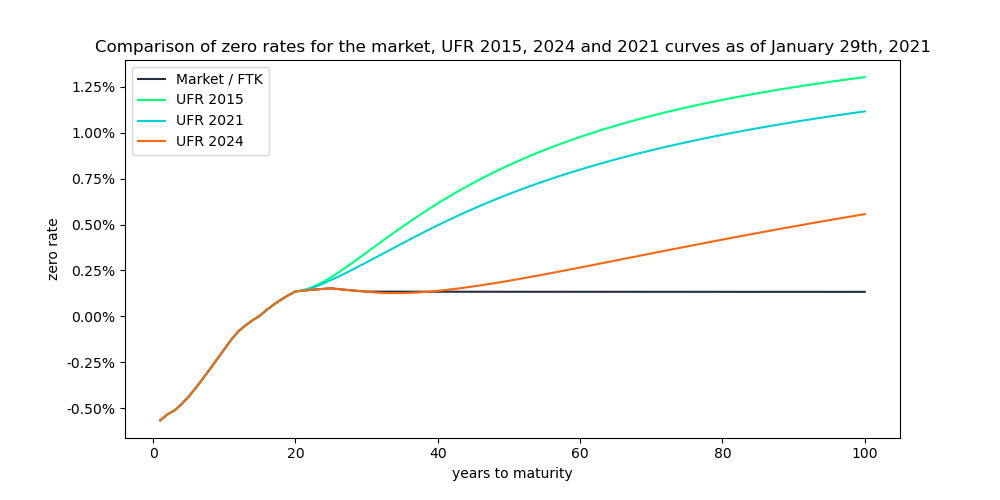 Comparison of zero rates for the market, UFR 2015, 2024 and 2021 curves as of January 29th, 2021
Market / FTK
UFR 2015
UFR 2021
UFR 2024
1.25%
1.00%
0.75%
0.50%
0.25%
0.00%
-0.25%
-0.50%
zero rate
0 20 40 60 80 100
years to maturity